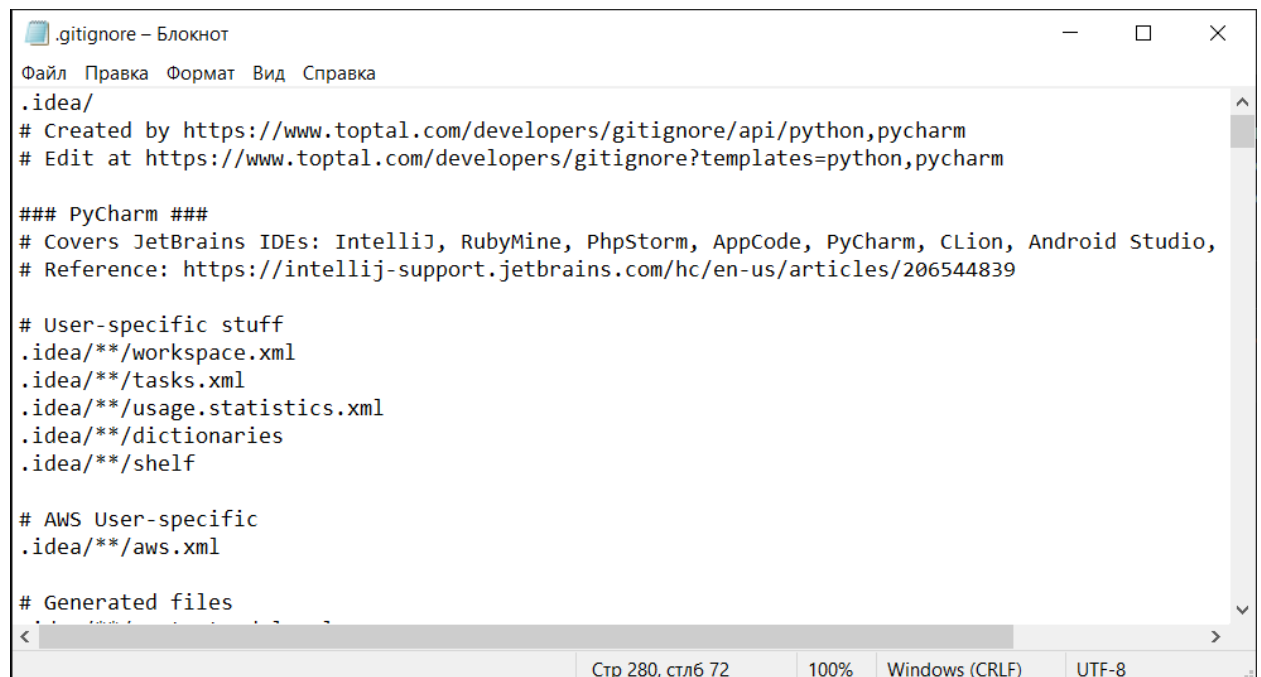 .gitignore – Блокнот
Файл Правка Формат Вид Справка
.idea/
# Created by https://www.toptal.com/developers/gitignore/api/python,pycharm
# Edit at https://www.toptal.com/developers/gitignore?templates=python,pycharm
### PyCharm ###
# Covers JetBrains IDEs: IntelliJ, RubyMine, PhpStorm, AppCode, PyCharm, CLion, Android Studio,
# Reference: https://intellij-support.jetbrains.com/hc/en-us/articles/206544839
# User-specific stuff
.idea/**/workspace.xml
.idea/**/tasks.xml
.idea/**/usage.statistics.xml
.idea/**/dictionaries
.idea/**/shelf
# AWS User-specific
.idea/**/aws.xml
# Generated files
Стр 280, стлб 72 100% Windows (CRLF) UTF-8